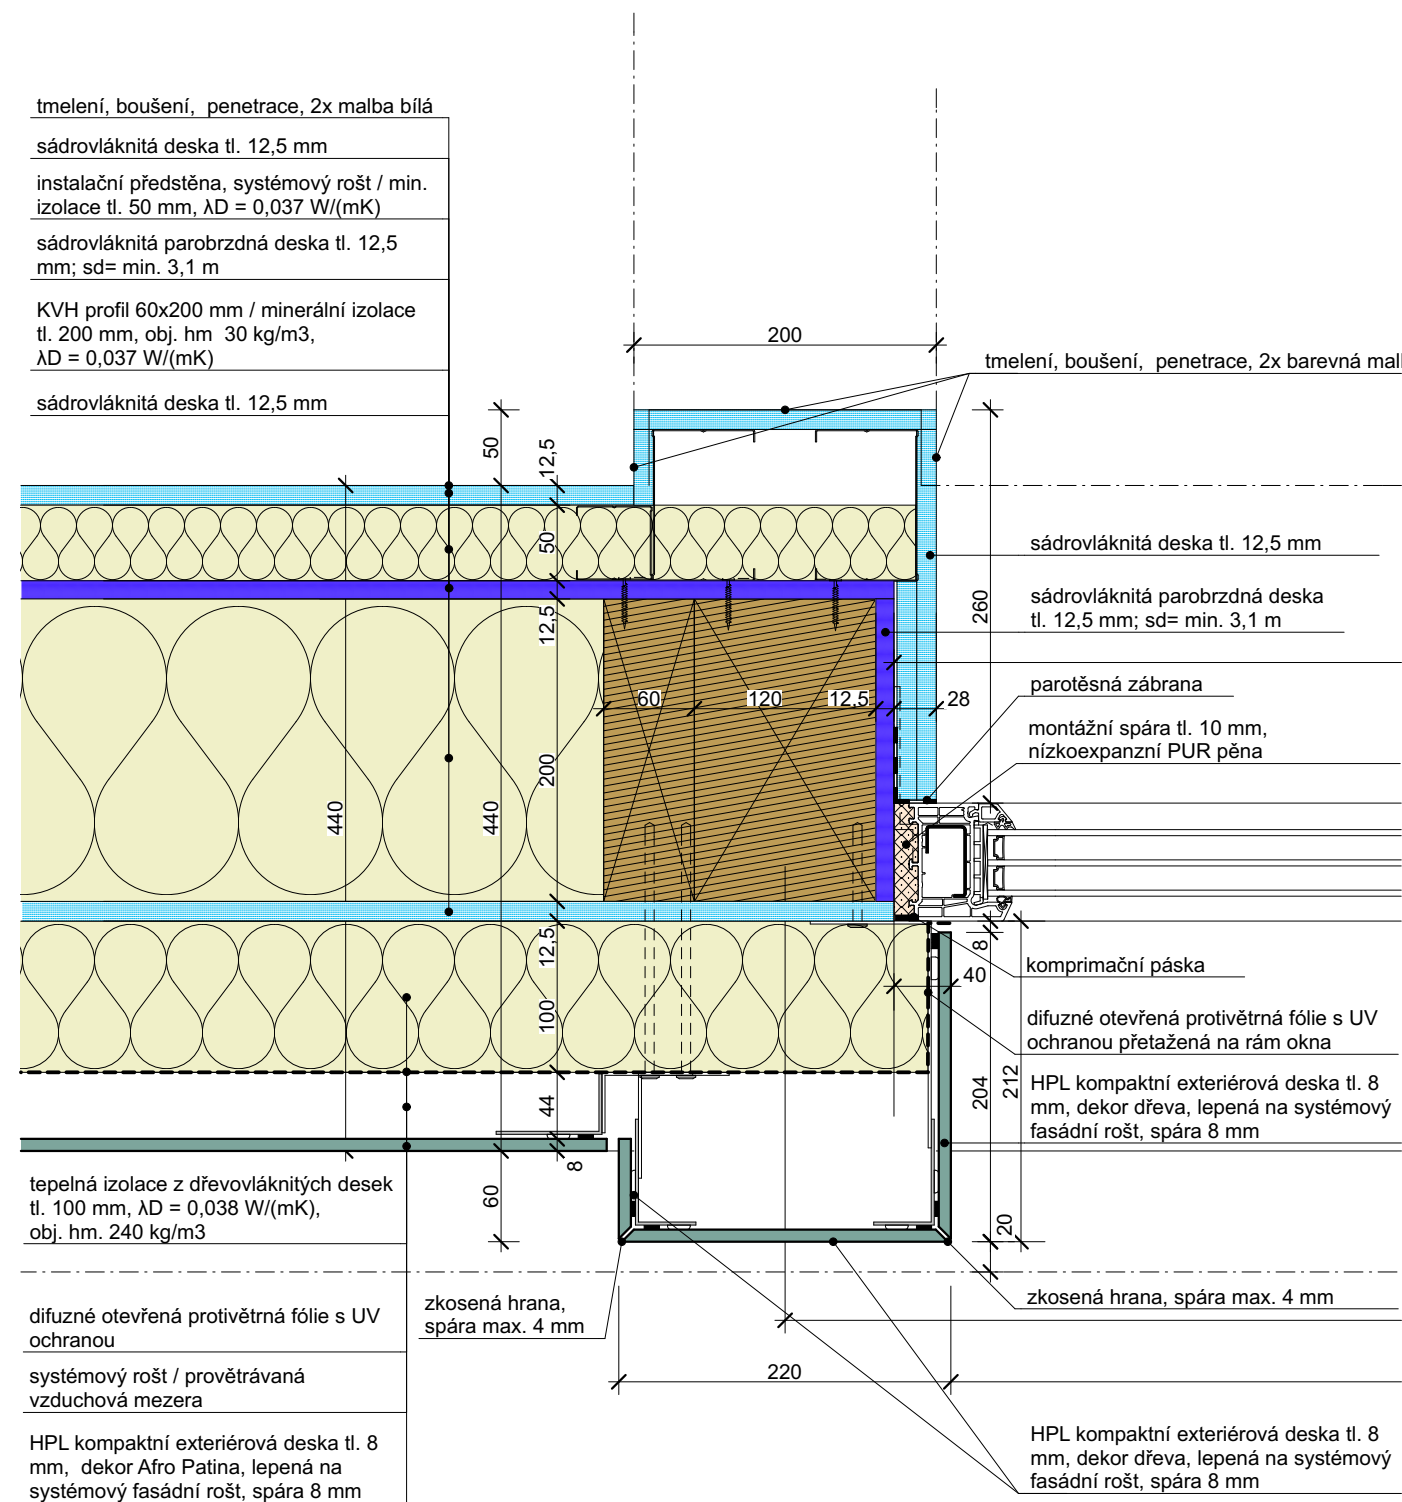 tmelení, boušení,  penetrace, 2x malba bílá
sádrovláknitá deska tl. 12,5 mm
instalační předstěna, systémový rošt / min.
izolace tl. 50 mm, λD = 0,037 W/(mK)
sádrovláknitá parobrzdná deska tl. 12,5
mm; sd= min. 3,1 m
KVH profil 60x200 mm / minerální izolace
tl. 200 mm, obj. hm  30 kg/m3,
λD = 0,037 W/(mK)
sádrovláknitá deska tl. 12,5 mm
200
tmelení, boušení,  penetrace, 2x barevná mal
50
12,5
50
12,5
260
sádrovláknitá deska tl. 12,5 mm
sádrovláknitá parobrzdná deska
tl. 12,5 mm; sd= min. 3,1 m
parotěsná zábrana
60
120
12,5
28
montážní spára tl. 10 mm,
nízkoexpanzní PUR pěna
440
440
200
12,5
100
44
8
60
8
40
komprimační páska
difuzné otevřená protivětrná fólie s UV
ochranou přetažená na rám okna
204
212
20
HPL kompaktní exteriérová deska tl. 8
mm, dekor dřeva, lepená na systémový
fasádní rošt, spára 8 mm
tepelná izolace z dřevovláknitých desek
tl. 100 mm, λD = 0,038 W/(mK),
obj. hm. 240 kg/m3
zkosená hrana,
spára max. 4 mm
zkosená hrana, spára max. 4 mm
difuzné otevřená protivětrná fólie s UV
ochranou
220
systémový rošt / provětrávaná
vzduchová mezera
HPL kompaktní exteriérová deska tl. 8
mm,  dekor Afro Patina, lepená na
systémový fasádní rošt, spára 8 mm
HPL kompaktní exteriérová deska tl. 8
mm, dekor dřeva, lepená na systémový
fasádní rošt, spára 8 mm